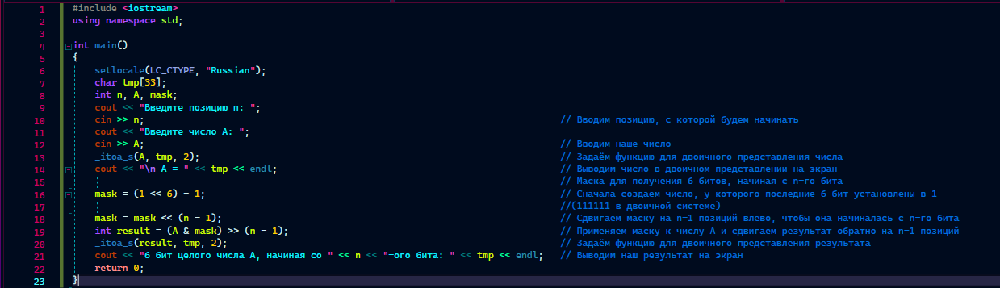 1 #include <iostream>
2 using namespace std;
3
4 int main()
5 {
6 setlocale(LC_CTYPE, "Russian");
7 char tmp[33];
8 int n, A, mask;
9 cout << "Введите позицию n: ";
10 cin >> n; // Вводим позицию, с которой будем начинать
11 cout << "Введите число A: ";
12 cin >> A; // Вводим наше число
13 _itoa_s(A, tmp, 2); // Задаём функцию для двоичного представления числа
14 cout << "\n A = " << tmp << endl; // Выводим число в двоичном представлении на экран
15 // Маска для получения 6 битов, начиная с n-го бита
16 mask = (1 << 6) - 1; // Сначала создаем число, у которого последние 6 бит установлены в 1
17 //(111111 в двоичной системе)
18 mask = mask << (n - 1); // Сдвигаем маску на n-1 позиций влево, чтобы она начиналась с n-го бита
19 int result = (A & mask) >> (n - 1); // Применяем маску к числу A и сдвигаем результат обратно на n-1 позиций
20 _itoa_s(result, tmp, 2); // Задаём функцию для двоичного представления результата
21 cout << "6 бит целого числа A, начиная со " << n << "-ого бита: " << tmp << endl; // Выводим наш результат на экран
22 return 0;
23 }